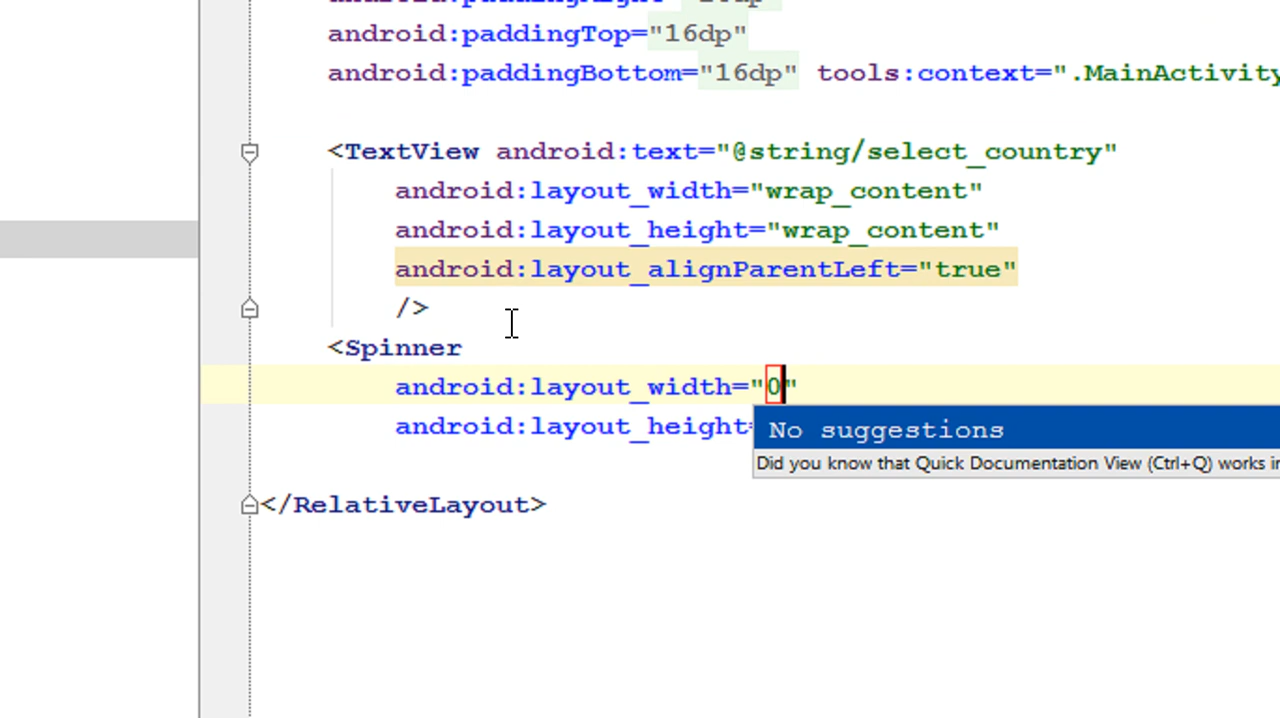 android:paddingTop="16dp"
android:paddingBottom="16dp" tools:context=".MainActivity
<TextView android:text="@string/select_country"
android:layout_width="wrap_content"
android:layout_height="wrap_content"
android:layout_alignParentLeft="true"
/>
<Spinner
android:layout_width="0"
android:layout_height=
No suggestions
Did you know that Quick Documentation View (Ctrl+Q) works in
</RelativeLayout>